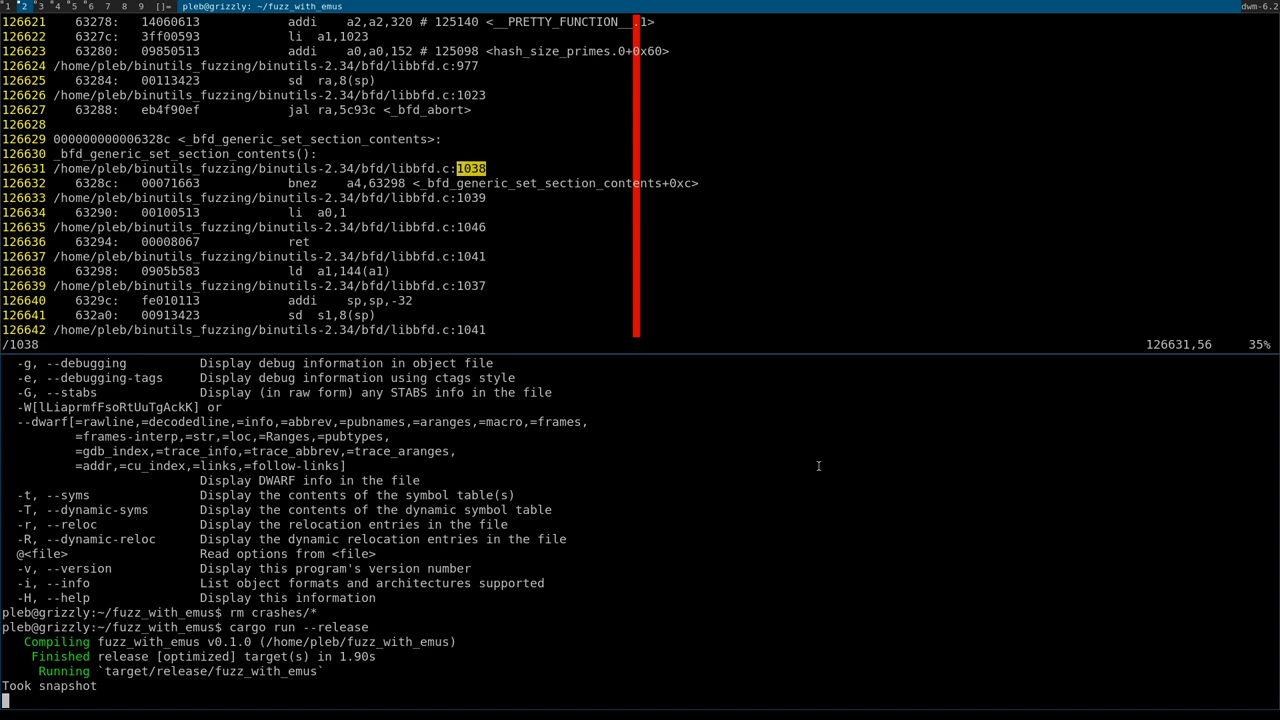 1 2 3 4 5 6 7 8 9 []= pleb@grizzly: ~/fuzz_with_emus dwm-6.2
126621    63278:   14060613            addi    a2,a2,320 # 125140 <__PRETTY_FUNCTION__.1>
126622    6327c:   3ff00593            li  a1,1023
126623    63280:   09850513            addi    a0,a0,152 # 125098 <hash_size_primes.0+0x60>
126624 /home/pleb/binutils_fuzzing/binutils-2.34/bfd/libbfd.c:977
126625    63284:   00113423            sd  ra,8(sp)
126626 /home/pleb/binutils_fuzzing/binutils-2.34/bfd/libbfd.c:1023
126627    63288:   eb4f90ef            jal ra,5c93c <_bfd_abort>
126628
126629 000000000006328c <_bfd_generic_set_section_contents>:
126630 _bfd_generic_set_section_contents():
126631 /home/pleb/binutils_fuzzing/binutils-2.34/bfd/libbfd.c:1038
126632    6328c:   00071663            bnez    a4,63298 <_bfd_generic_set_section_contents+0xc>
126633 /home/pleb/binutils_fuzzing/binutils-2.34/bfd/libbfd.c:1039
126634    63290:   00100513            li  a0,1
126635 /home/pleb/binutils_fuzzing/binutils-2.34/bfd/libbfd.c:1046
126636    63294:   00008067            ret
126637 /home/pleb/binutils_fuzzing/binutils-2.34/bfd/libbfd.c:1041
126638    63298:   0905b583            ld  a1,144(a1)
126639 /home/pleb/binutils_fuzzing/binutils-2.34/bfd/libbfd.c:1037
126640    6329c:   fe010113            addi    sp,sp,-32
126641    632a0:   00913423            sd  s1,8(sp)
126642 /home/pleb/binutils_fuzzing/binutils-2.34/bfd/libbfd.c:1041
/1038 126631,56 35%
  -g, --debugging          Display debug information in object file
  -e, --debugging-tags     Display debug information using ctags style
  -G, --stabs              Display (in raw form) any STABS info in the file
  -W[lLiaprmfFsoRtUuTgAckK] or
  --dwarf[=rawline,=decodedline,=info,=abbrev,=pubnames,=aranges,=macro,=frames,
          =frames-interp,=str,=loc,=Ranges,=pubtypes,
          =gdb_index,=trace_info,=trace_abbrev,=trace_aranges,
          =addr,=cu_index,=links,=follow-links]
                           Display DWARF info in the file
  -t, --syms               Display the contents of the symbol table(s)
  -T, --dynamic-syms       Display the contents of the dynamic symbol table
  -r, --reloc              Display the relocation entries in the file
  -R, --dynamic-reloc      Display the dynamic relocation entries in the file
  @<file>                  Read options from <file>
  -v, --version            Display this program's version number
  -i, --info               List object formats and architectures supported
  -H, --help               Display this information
pleb@grizzly:~/fuzz_with_emus$ rm crashes/*
pleb@grizzly:~/fuzz_with_emus$ cargo run --release
   Compiling fuzz_with_emus v0.1.0 (/home/pleb/fuzz_with_emus)
    Finished release [optimized] target(s) in 1.90s
     Running `target/release/fuzz_with_emus`
Took snapshot